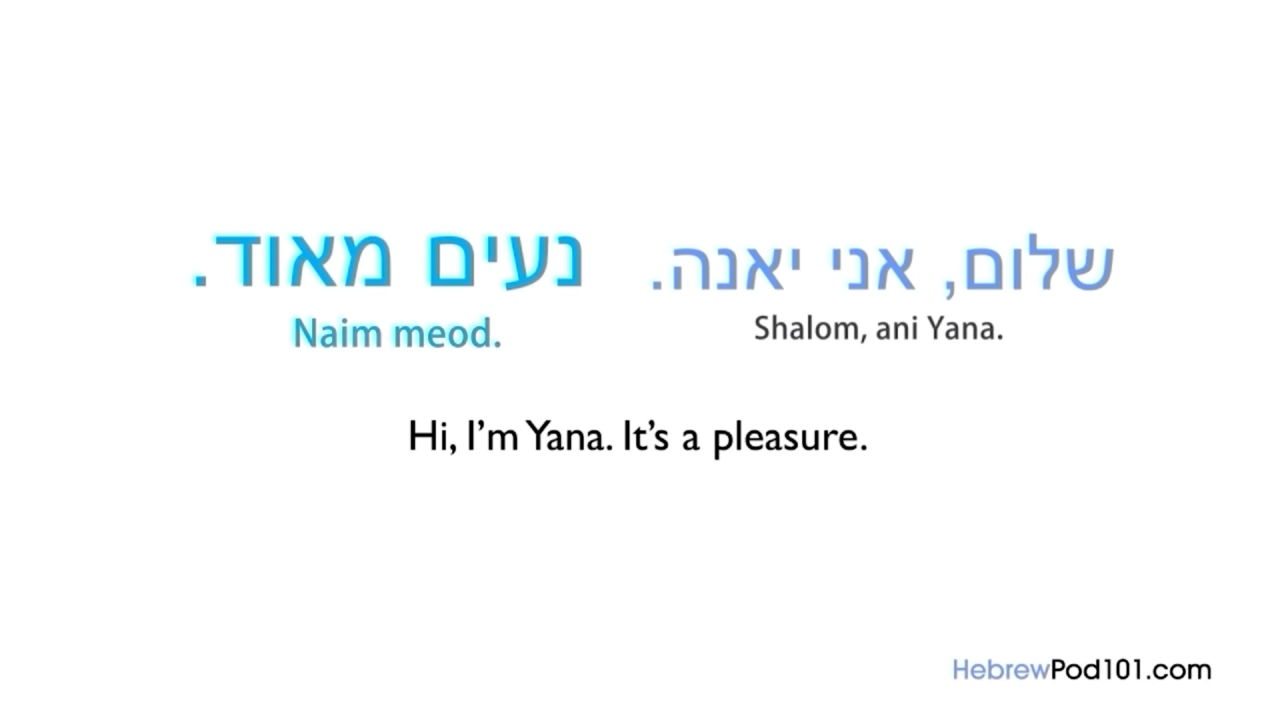 שלום, אני יאנה. נעים מאוד.
Shalom, ani Yana. Naim meod.
Hi, I'm Yana. It's a pleasure.
HebrewPod101.com